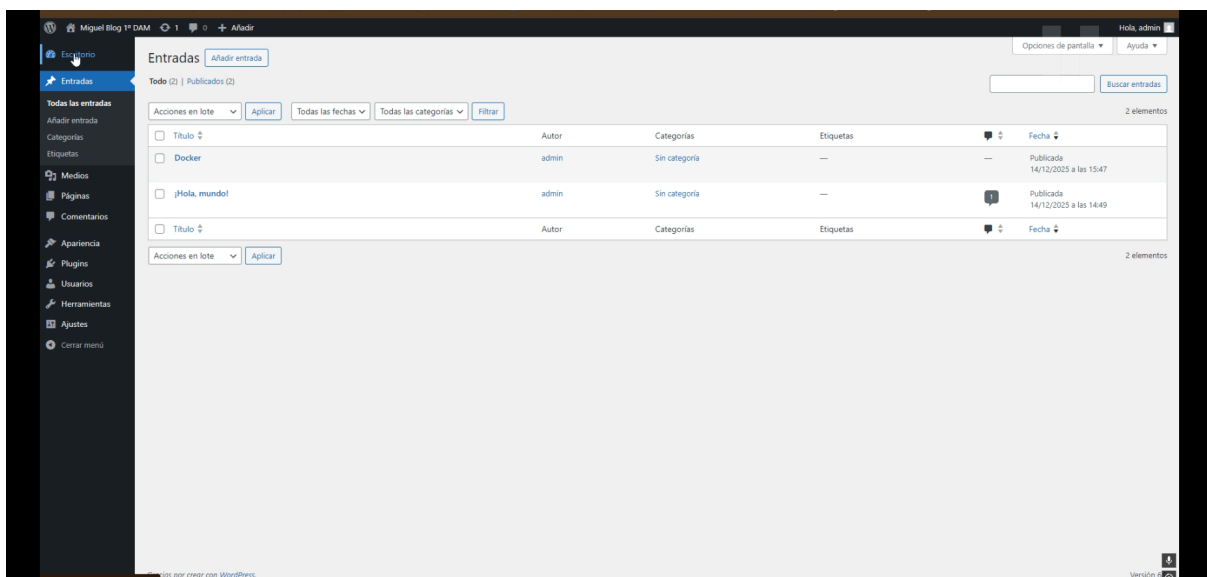 Miguel Blog 1º DAM 1 0 + Añadir Hola, admin
Escritorio
Entradas
Todas las entradas
Añadir entrada
Categorías
Etiquetas
Medios
Páginas
Comentarios
Apariencia
Plugins
Usuarios
Herramientas
Ajustes
Cerrar menú
Opciones de pantalla Ayuda
Entradas Añadir entrada
Todo (2) | Publicados (2)
Buscar entradas
Acciones en lote Aplicar Todas las fechas Todas las categorías Filtrar 2 elementos
Título Autor Categorías Etiquetas Fecha
Docker admin Sin categoría — — Publicada
14/12/2025 a las 15:47
¡Hola, mundo! admin Sin categoría — 1 Publicada
14/12/2025 a las 14:49
Título Autor Categorías Etiquetas Fecha
Acciones en lote Aplicar 2 elementos
por crear con WordPress. Versión